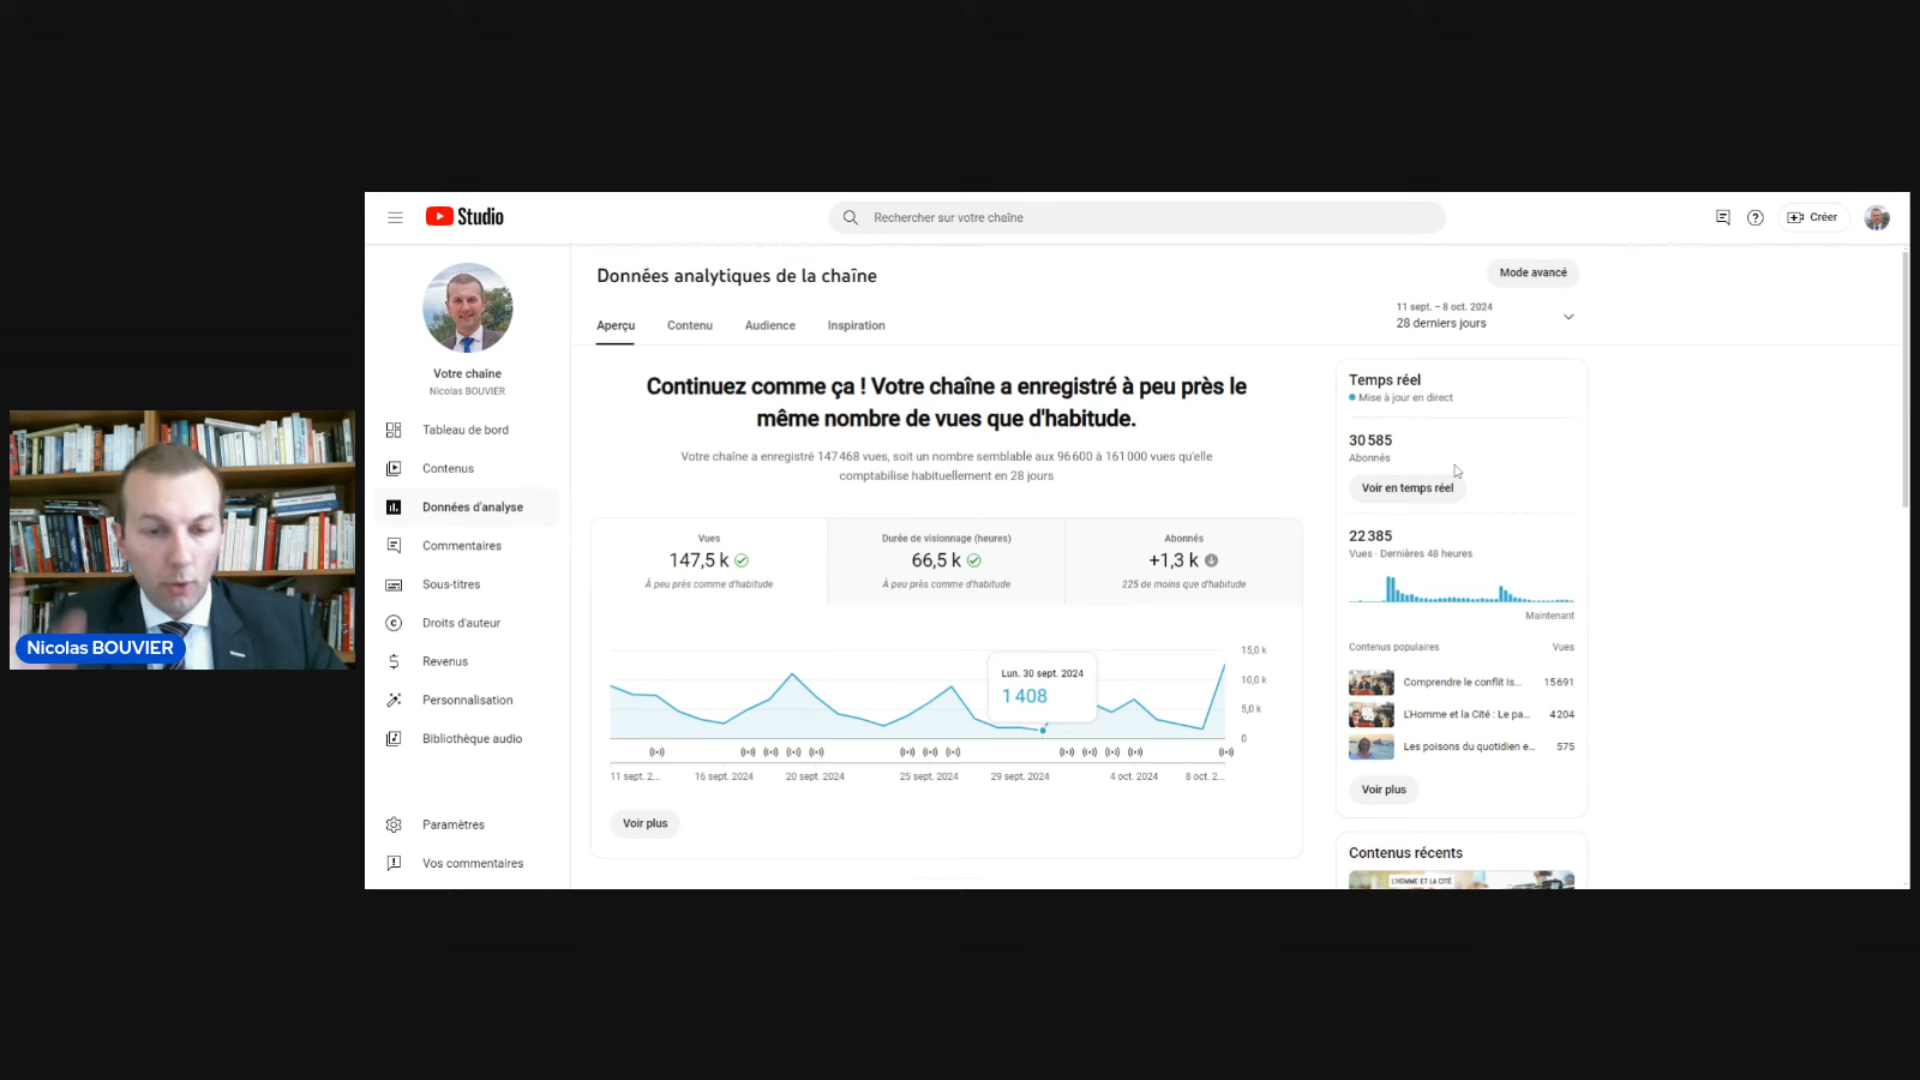 Studio
Rechercher sur votre chaîne
Créer
Votre chaîne
Nicolas BOUVIER
Tableau de bord
Contenus
Données d'analyse
Commentaires
Sous-titres
Droits d'auteur
Revenus
Personnalisation
Bibliothèque audio
Paramètres
Vos commentaires
Nicolas BOUVIER
Données analytiques de la chaîne
Mode avancé
Aperçu
Contenu
Audience
Inspiration
11 sept. – 8 oct. 2024
28 derniers jours
Continuez comme ça ! Votre chaîne a enregistré à peu près le
même nombre de vues que d'habitude.
Votre chaîne a enregistré 147 468 vues, soit un nombre semblable aux 96 600 à 161 000 vues qu'elle
comptabilise habituellement en 28 jours
Vues
147,5 k
À peu près comme d'habitude
Durée de visionnage (heures)
66,5 k
À peu près comme d'habitude
Abonnés
+1,3 k
225 de moins que d'habitude
Lun. 30 sept. 2024
1 408
15,0 k
10,0 k
5,0 k
0
11 sept. 2...
16 sept. 2024
20 sept. 2024
25 sept. 2024
29 sept. 2024
4 oct. 2024
8 oct. 2...
Voir plus
Temps réel
Mise à jour en direct
30 585
Abonnés
Voir en temps réel
22 385
Vues · Dernières 48 heures
Maintenant
Contenus populaires
Vues
Comprendre le conflit Is...
15 691
L'Homme et la Cité : Le pa...
4 204
Les poisons du quotidien e...
575
Voir plus
Contenus récents
L'HOMME ET LA CITÉ